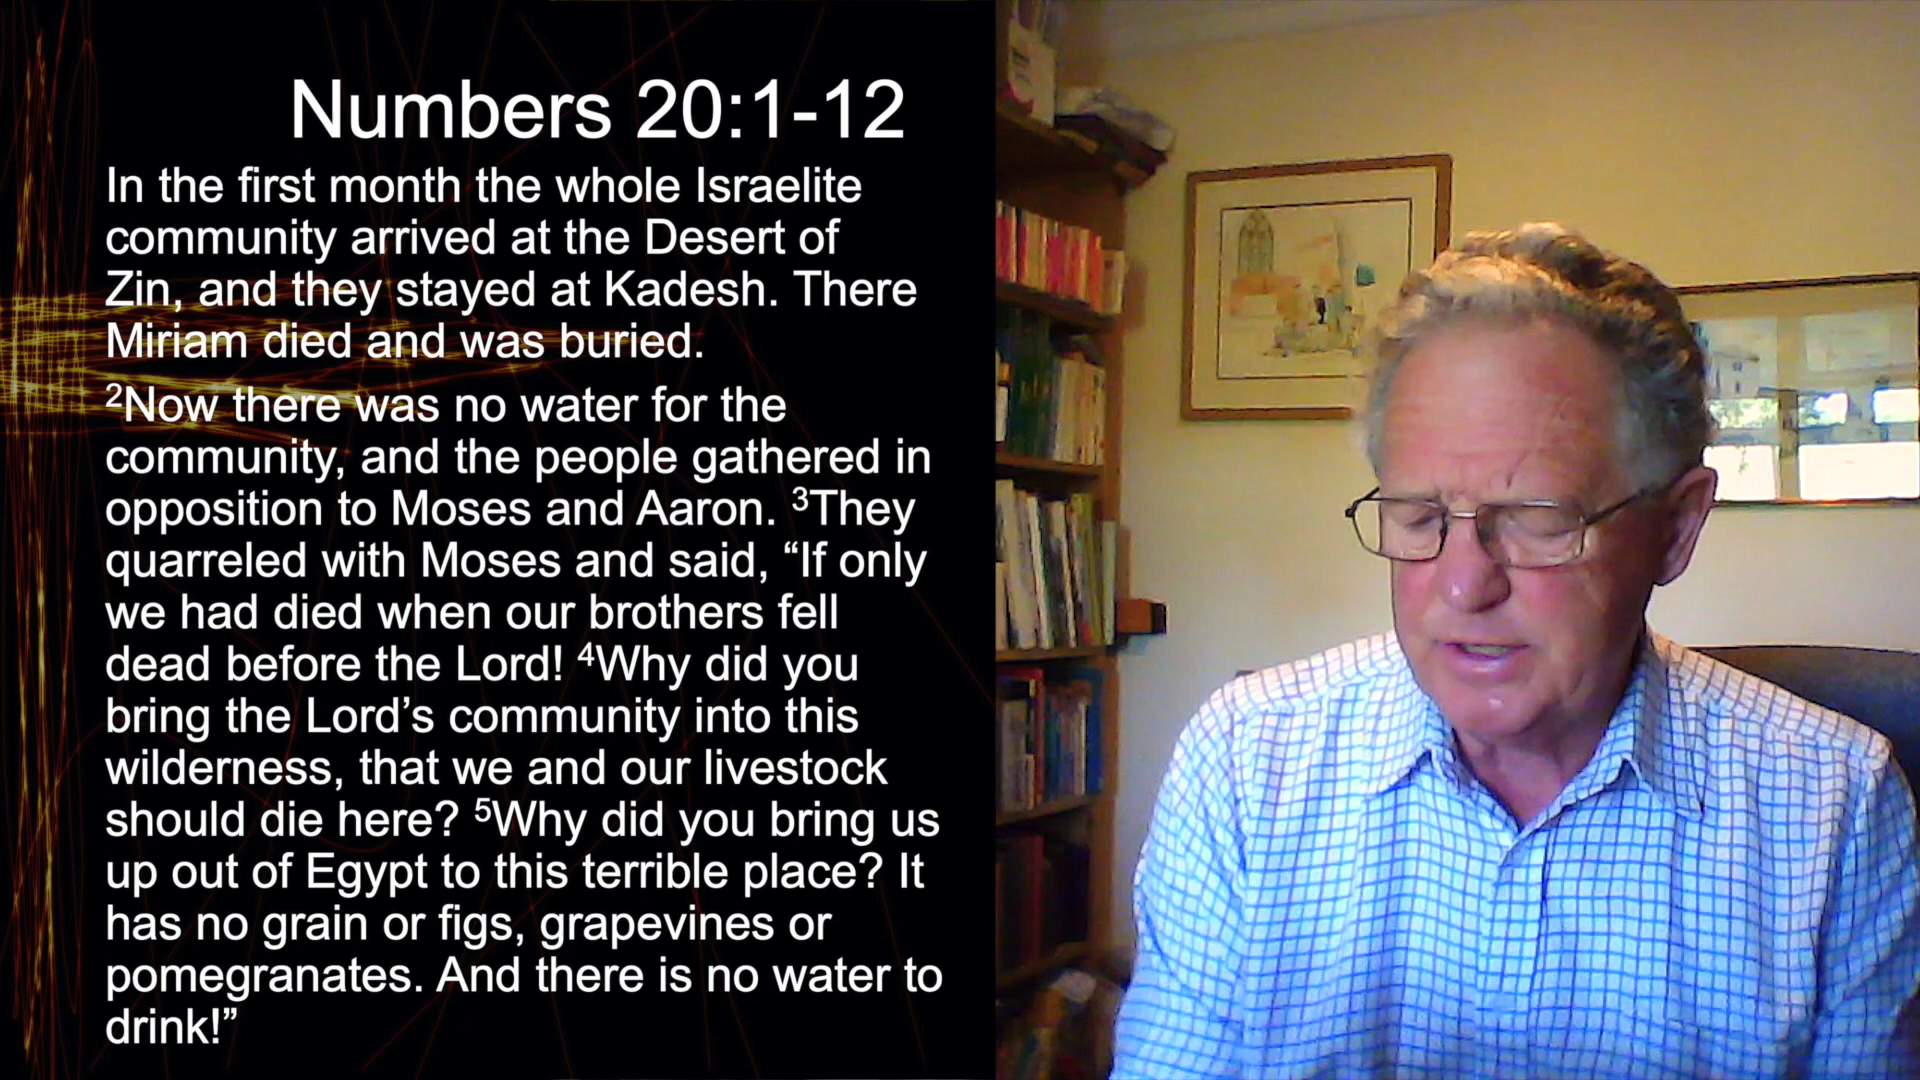 Numbers 20:1-12
In the first month the whole Israelite
community arrived at the Desert of
Zin, and they stayed at Kadesh. There
Miriam died and was buried.
²Now there was no water for the
community, and the people gathered in
opposition to Moses and Aaron. ³They
quarreled with Moses and said, “If only
we had died when our brothers fell
dead before the Lord! ⁴Why did you
bring the Lord’s community into this
wilderness, that we and our livestock
should die here? ⁵Why did you bring us
up out of Egypt to this terrible place? It
has no grain or figs, grapevines or
pomegranates. And there is no water to
drink!”